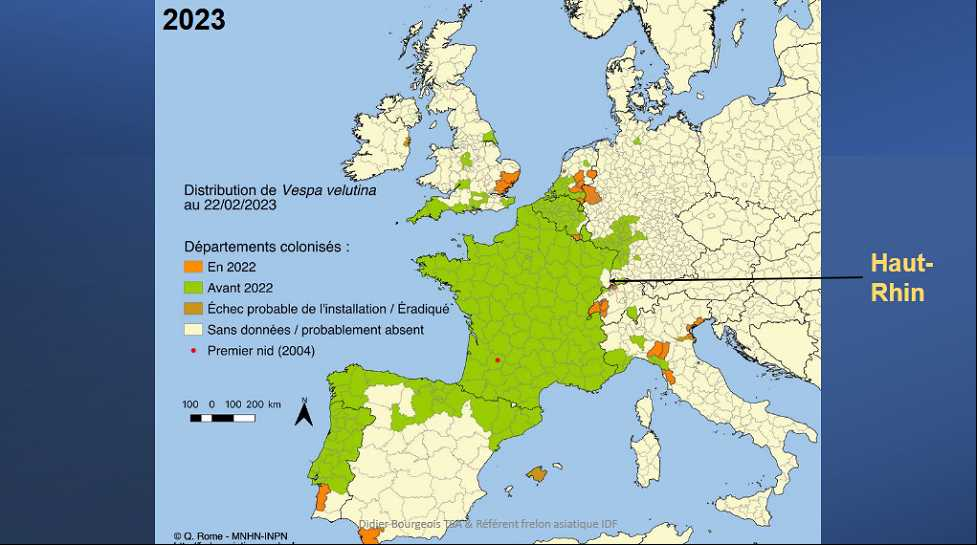 2023
Distribution de Vespa velutina
au 22/02/2023
Départements colonisés :
En 2022
Avant 2022
Échec probable de l'installation / Éradiqué
Sans données / probablement absent
Premier nid (2004)
100 0 100 200 km
N
Haut-
Rhin
Didier Bourgeois TSA & Référent frelon asiatique IDF
© Q. Rome - MNHN-INPN